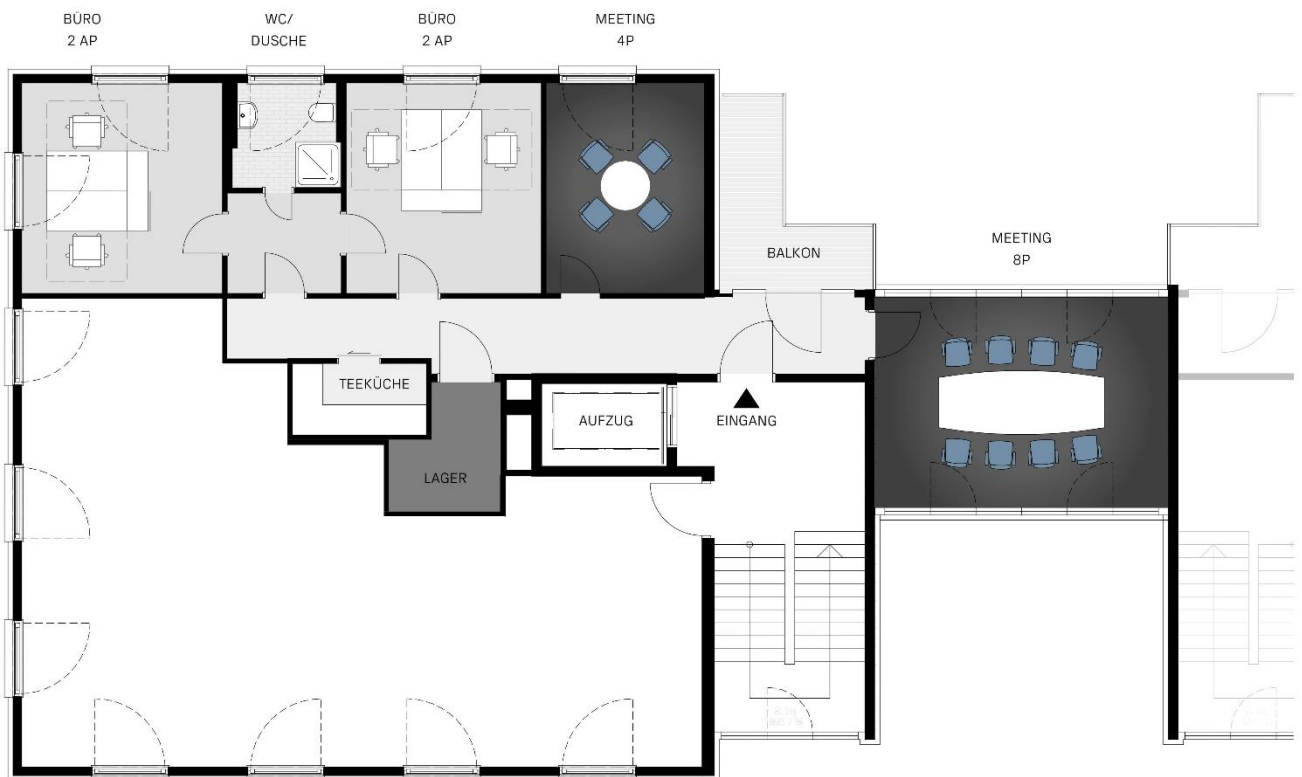 BÜRO
2 AP
WC/
DUSCHE
BÜRO
2 AP
MEETING
4P
BALKON
MEETING
8P
TEEKÜCHE
AUFZUG
EINGANG
LAGER